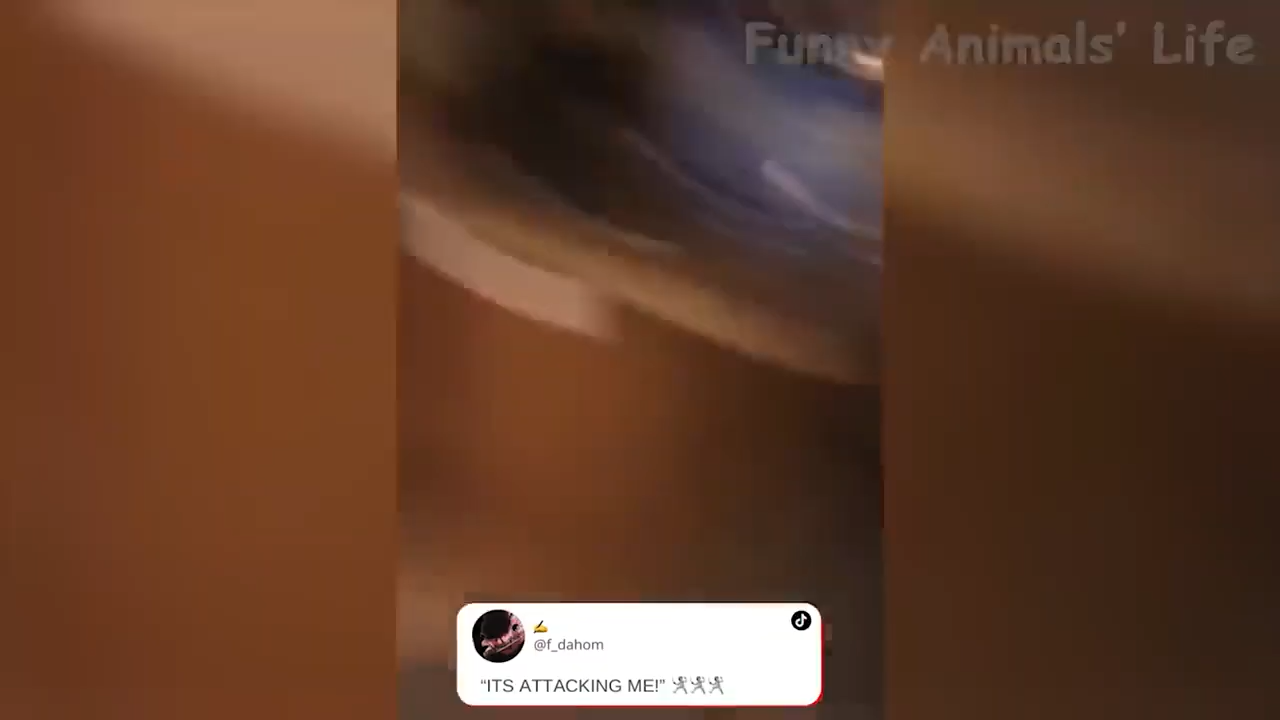 Funny Animals' Life
✍
@f_dahom
“ITS ATTACKING ME!” 🤾🤾🤾